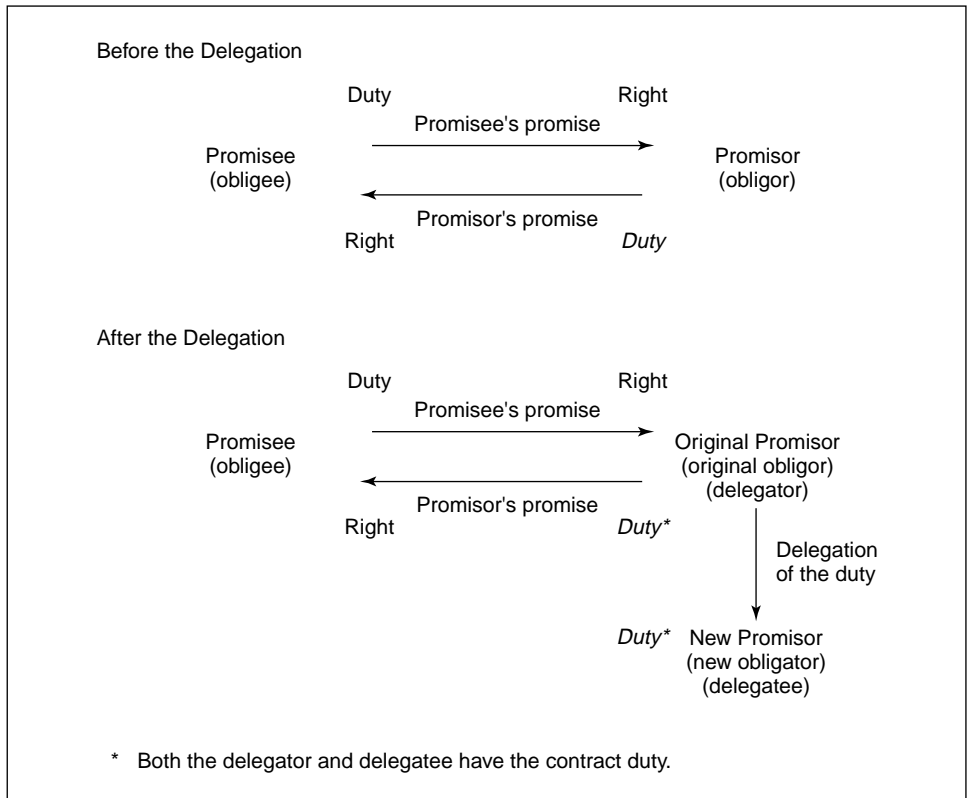 Before the Delegation
Duty Right
Promisee's promise
Promisee
(obligee)
Promisor
(obligor)
Promisor's promise
Right Duty
After the Delegation
Duty Right
Promisee's promise
Promisee
(obligee)
Original Promisor
(original obligor)
(delegator)
Promisor's promise
Right Duty*
Delegation
of the duty
Duty* New Promisor
(new obligator)
(delegatee)
* Both the delegator and delegatee have the contract duty.